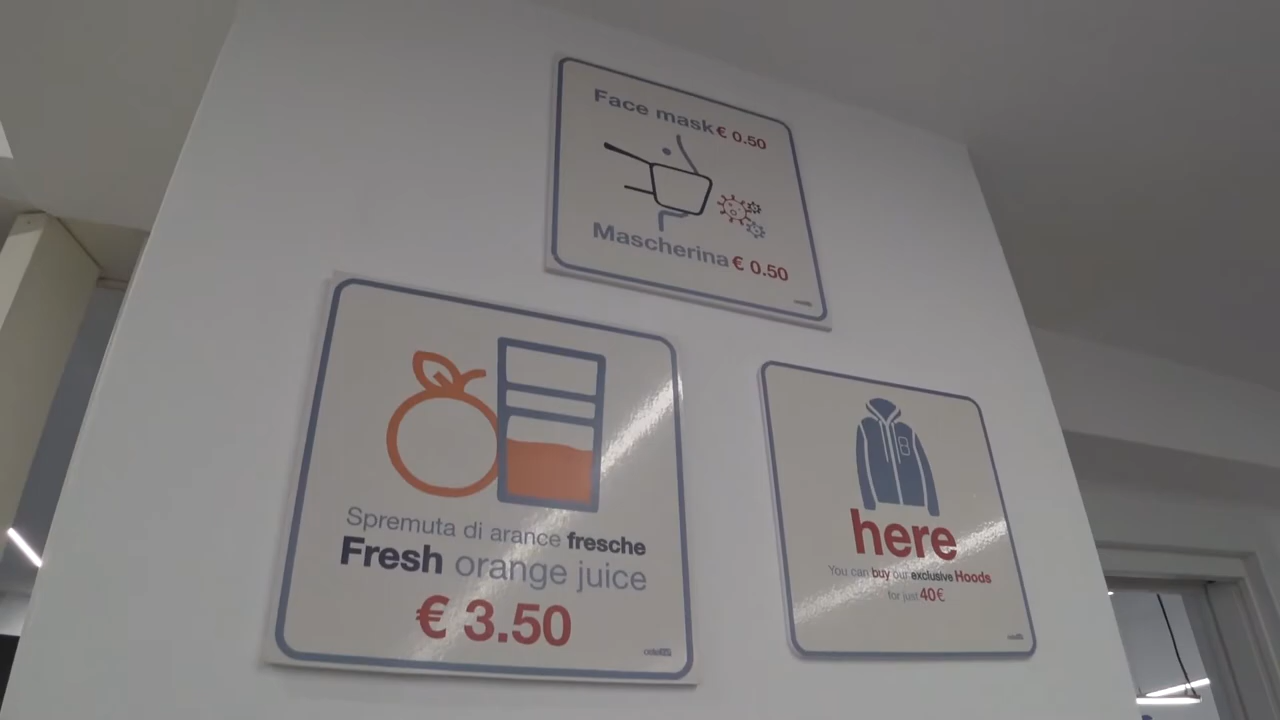 Face mask € 0.50
Mascherina € 0.50
Spremuta di arance fresche
Fresh orange juice
€ 3.50
here
You can buy our exclusive Hoods
for just 40€